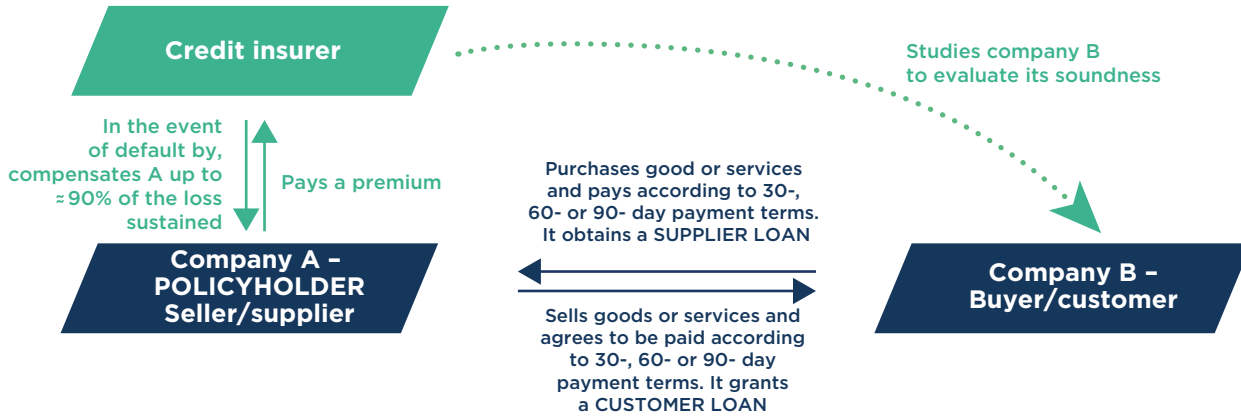 Credit insurer
Studies company B
to evaluate its soundness
In the event
of default by,
compensates A up to
≈90% of the loss
sustained
Pays a premium
Purchases good or services
and pays according to 30-,
60- or 90- day payment terms.
It obtains a SUPPLIER LOAN
Company A –
POLICYHOLDER
Seller/supplier
Company B –
Buyer/customer
Sells goods or services and
agrees to be paid according
to 30-, 60- or 90- day
payment terms. It grants
a CUSTOMER LOAN